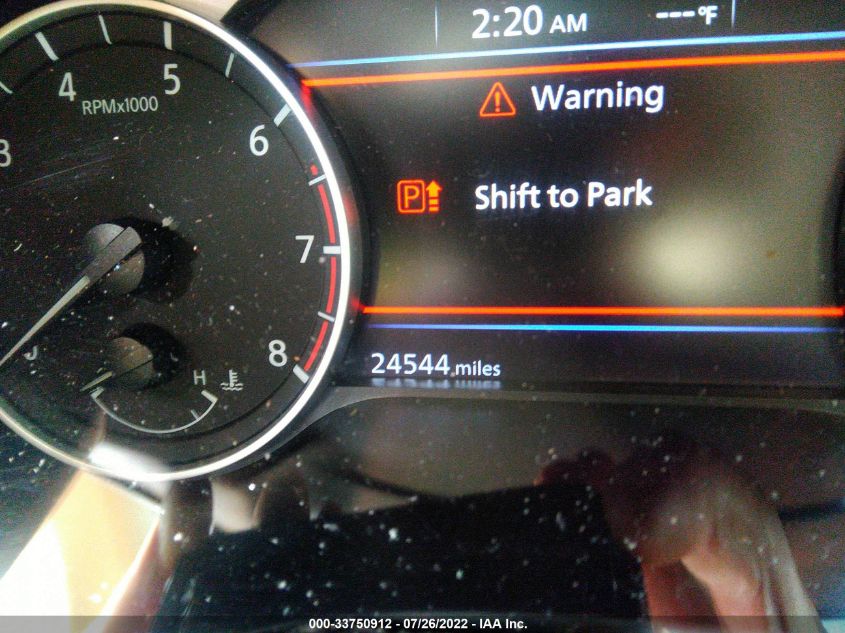 2:20 AM ---°F
5
4
RPMx1000
Warning
6
3
P Shift to Park
7
8
24544 miles
H
000-33750912 - 07/26/2022 - IAA Inc.